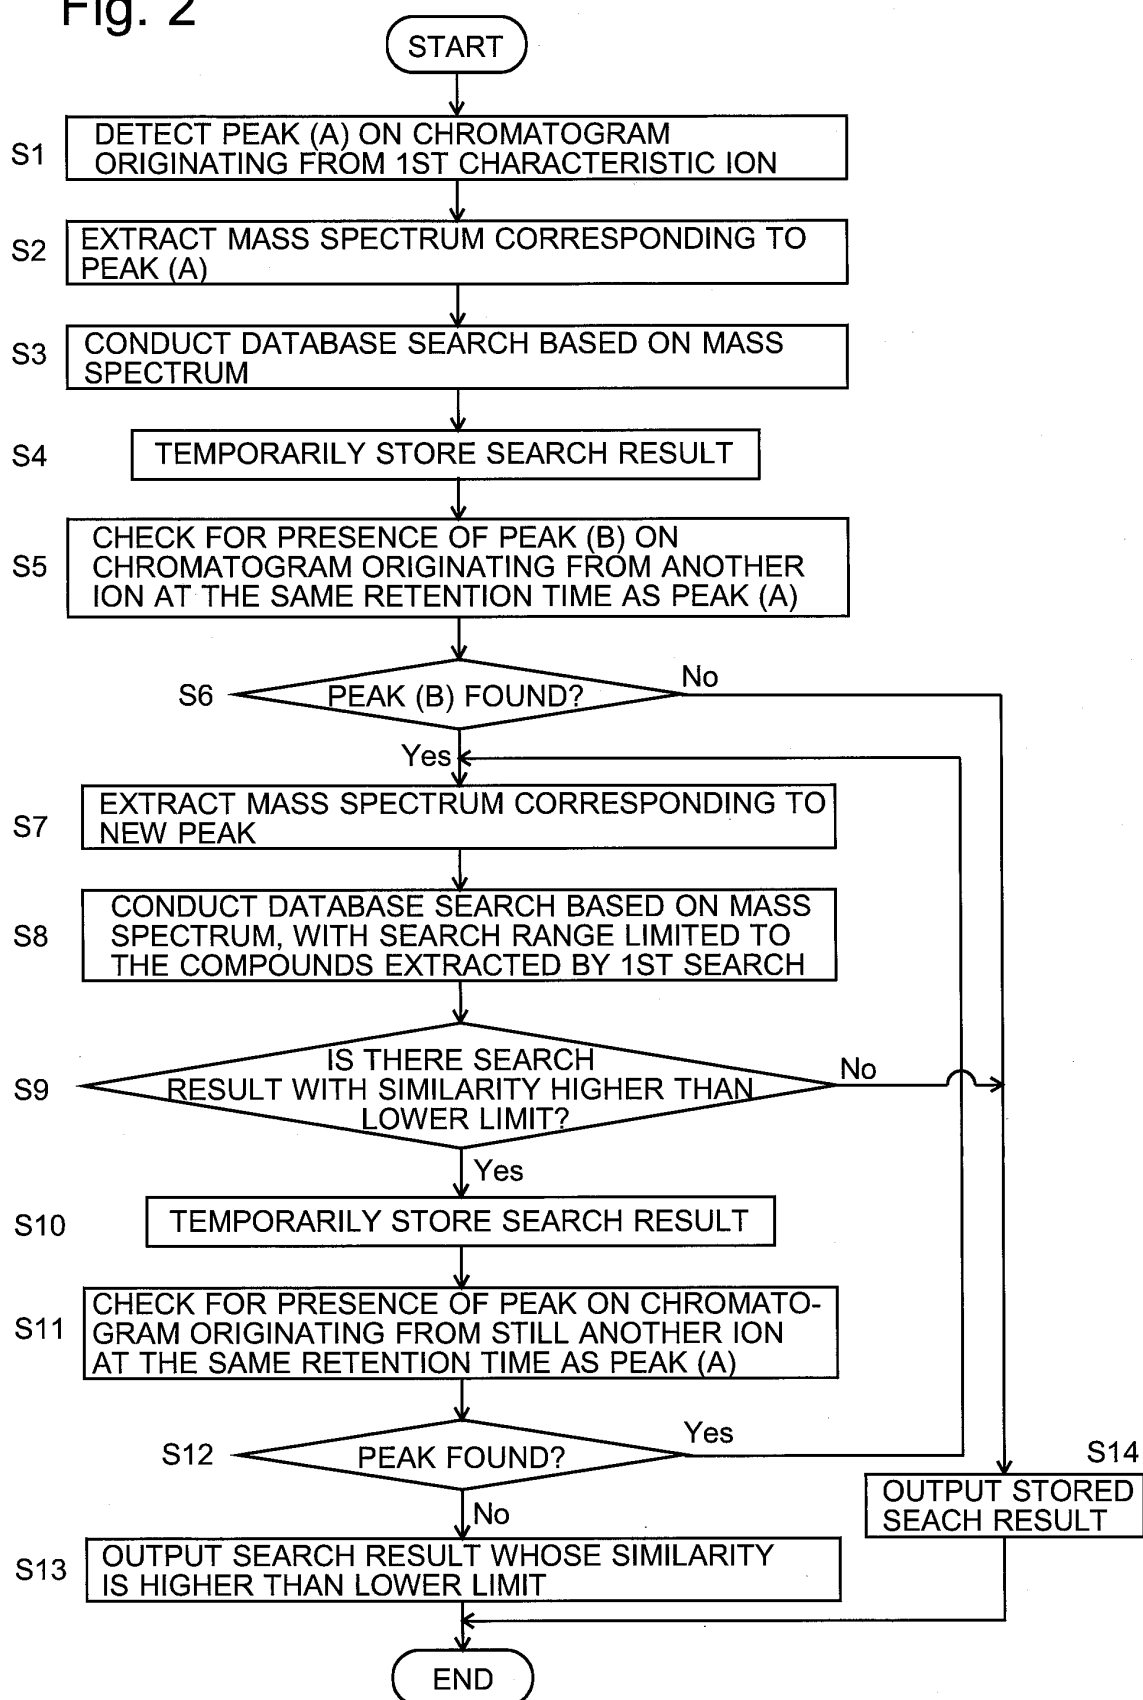 Fig. 2
START
S1
DETECT PEAK (A) ON CHROMATOGRAM
ORIGINATING FROM 1ST CHARACTERISTIC ION
S2
EXTRACT MASS SPECTRUM CORRESPONDING TO
PEAK (A)
S3
CONDUCT DATABASE SEARCH BASED ON MASS
SPECTRUM
S4
TEMPORARILY STORE SEARCH RESULT
S5
CHECK FOR PRESENCE OF PEAK (B) ON
CHROMATOGRAM ORIGINATING FROM ANOTHER
ION AT THE SAME RETENTION TIME AS PEAK (A)
S6
PEAK (B) FOUND?
No
Yes
S7
EXTRACT MASS SPECTRUM CORRESPONDING TO
NEW PEAK
S8
CONDUCT DATABASE SEARCH BASED ON MASS
SPECTRUM, WITH SEARCH RANGE LIMITED TO
THE COMPOUNDS EXTRACTED BY 1ST SEARCH
S9
IS THERE SEARCH
RESULT WITH SIMILARITY HIGHER THAN
LOWER LIMIT?
No
Yes
S10
TEMPORARILY STORE SEARCH RESULT
S11
CHECK FOR PRESENCE OF PEAK ON CHROMATO-
GRAM ORIGINATING FROM STILL ANOTHER ION
AT THE SAME RETENTION TIME AS PEAK (A)
S12
PEAK FOUND?
Yes
No
S14
OUTPUT STORED
SEACH RESULT
S13
OUTPUT SEARCH RESULT WHOSE SIMILARITY
IS HIGHER THAN LOWER LIMIT
END